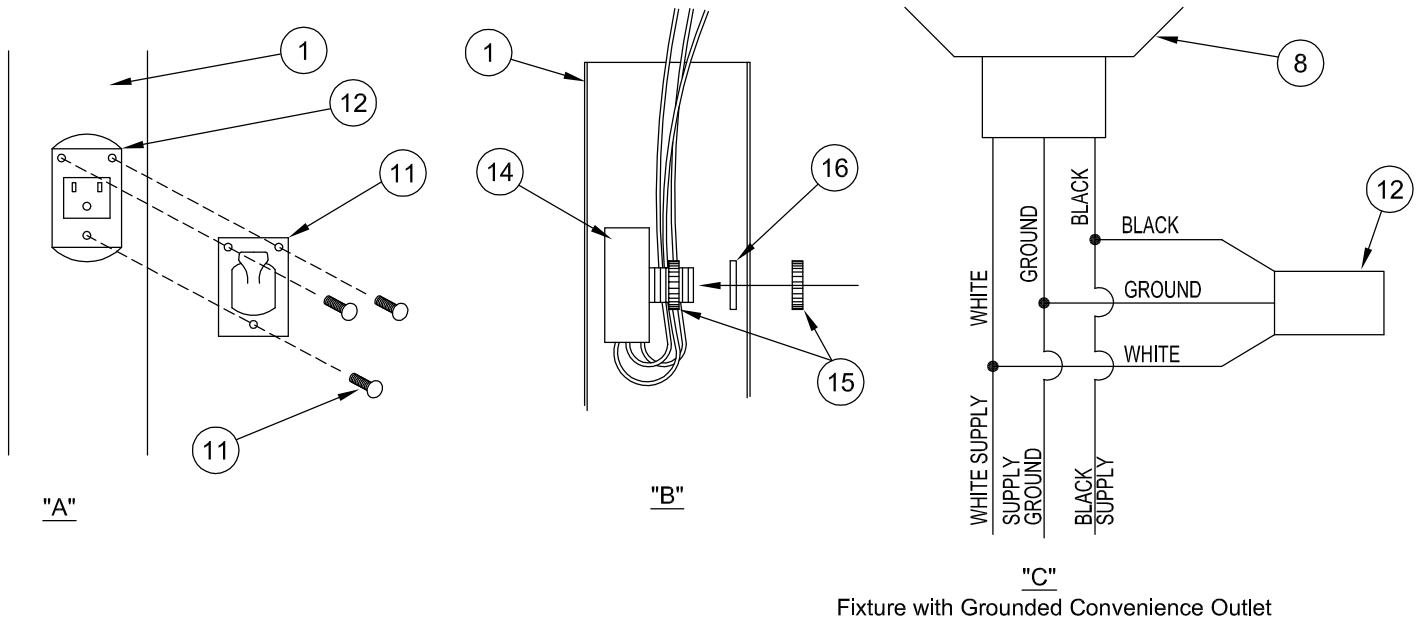 1
12
11
11
"A"
1
14
16
15
"B"
8
12
BLACK
GROUND
WHITE
BLACK
GROUND
WHITE
WHITE SUPPLY
SUPPLY
GROUND
BLACK
SUPPLY
"C"
Fixture with Grounded Convenience Outlet